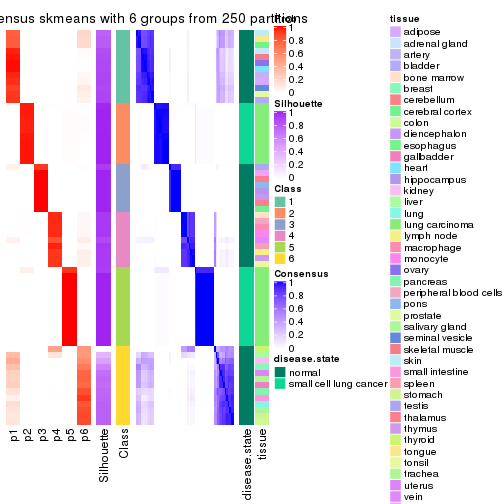 ensus skmeans with 6 groups from 250 partitions
1
0.8
0.6
0.4
0.2
0
Silhouette
1
0.8
0.6
0.4
0.2
0
Class
1
2
3
4
5
6
Consensus
1
0.8
0.6
0.4
0.2
0
disease.state
normal
small cell lung cancer
tissue
adipose
adrenal gland
artery
bladder
bone marrow
breast
cerebellum
cerebral cortex
colon
diencephalon
esophagus
gallbadder
heart
hippocampus
kidney
liver
lung
lung carcinoma
lymph node
macrophage
monocyte
ovary
pancreas
peripheral blood cells
pons
prostate
salivary gland
seminal vesicle
skeletal muscle
skin
small intestine
spleen
stomach
testis
thalamus
thymus
thyroid
tongue
tonsil
trachea
uterus
vein
p1
p2
p3
p4
p5
p6
Silhouette
Class
disease.state
tissue